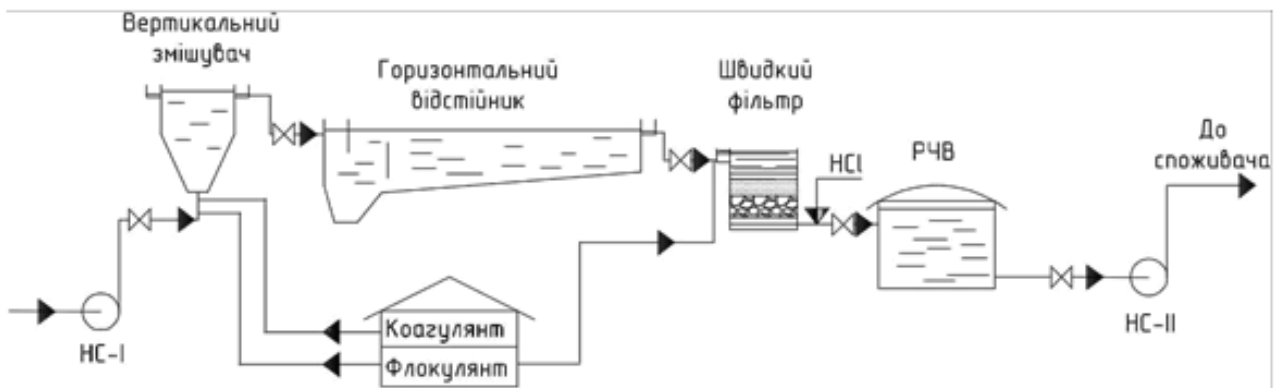 Вертикальний
змішувач
Горизонтальний
відстійник
Швидкий
фільтр
HCl
РЧВ
До
споживача
НС-I
Коагулянт
Флокулянт
НС-II